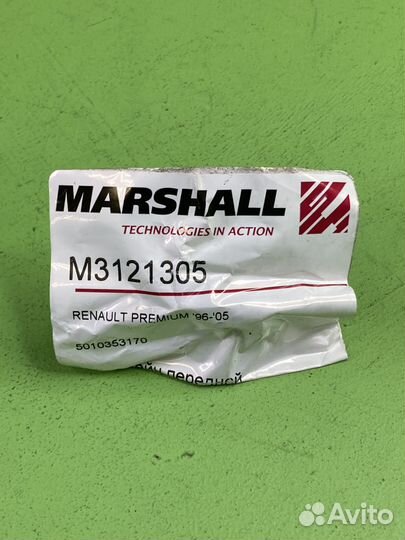 MARSHALL
TECHNOLOGIES IN ACTION
M3121305
RENAULT PREMIUM '96-'05
5010353170
передней
Avito